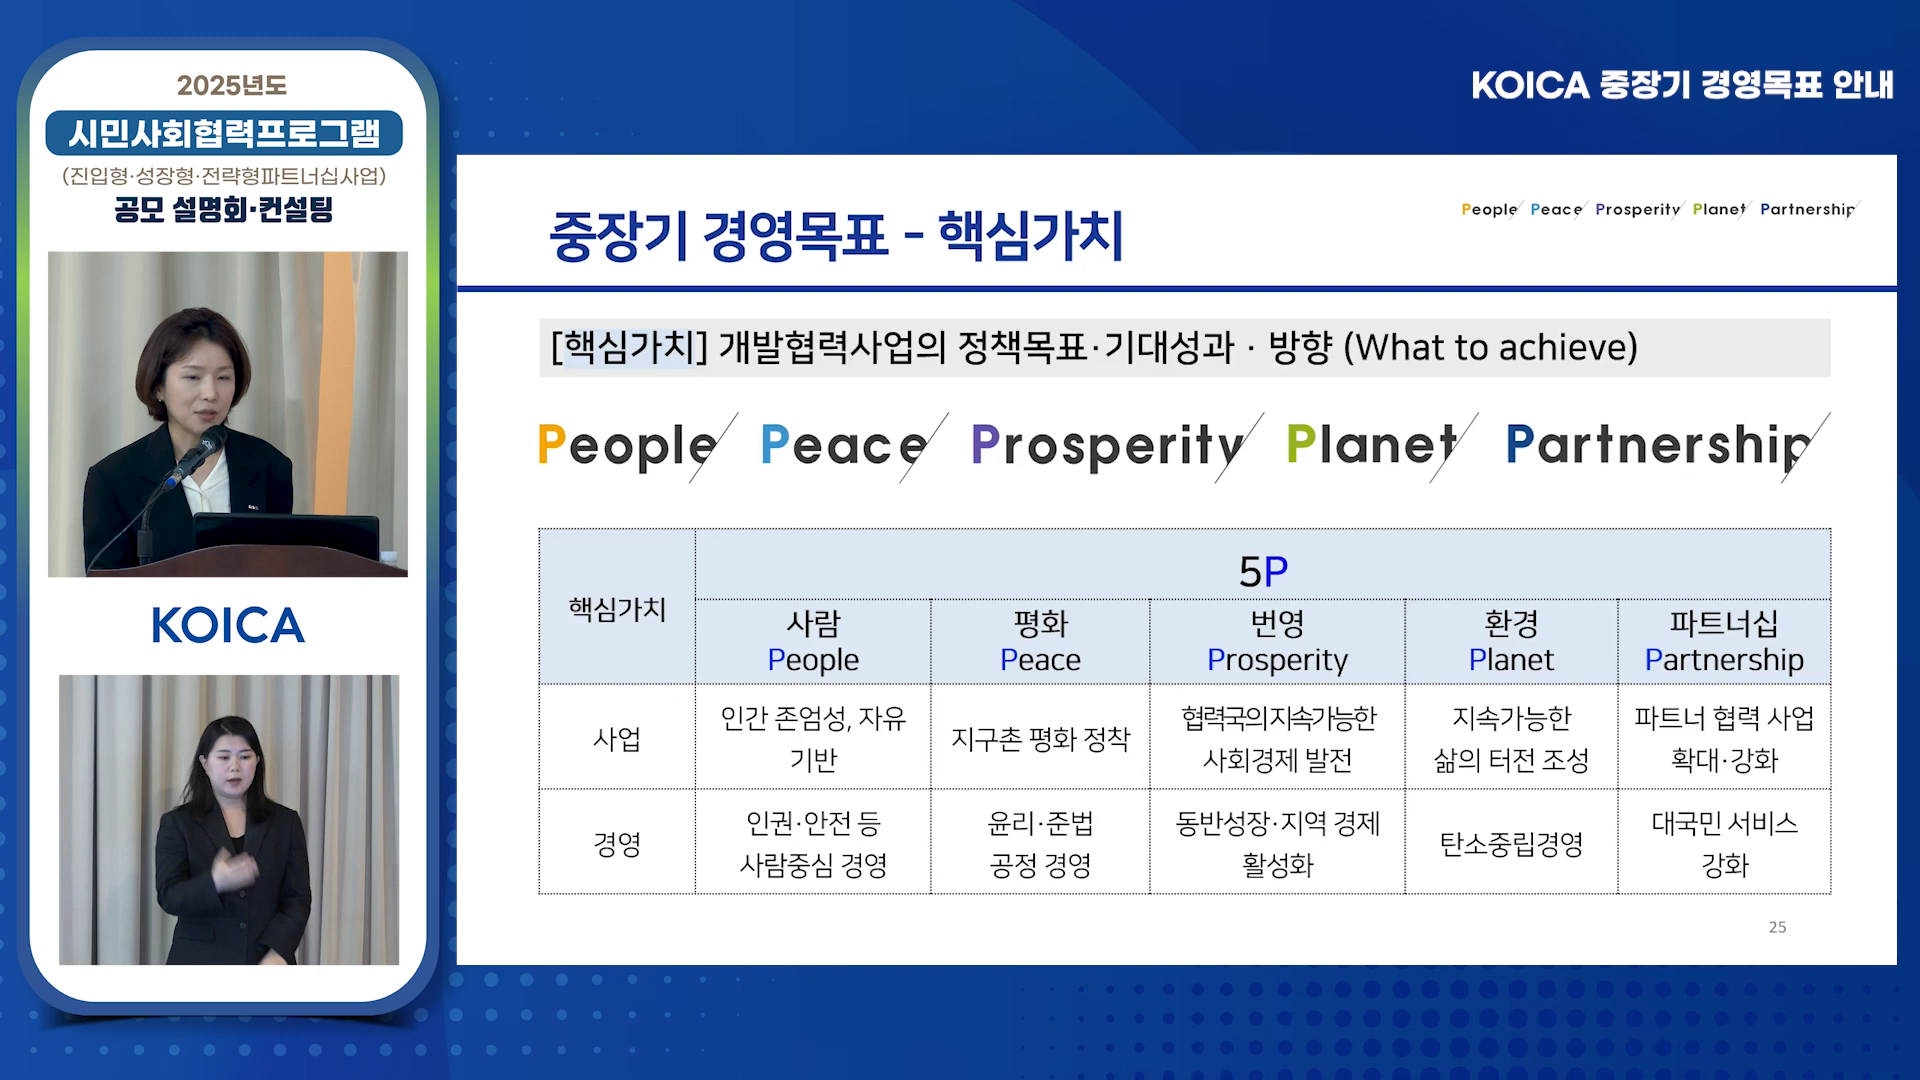 2025년도
시민사회협력프로그램
(진입형·성장형·전략형파트너십사업)
공모 설명회·컨설팅
KOICA
KOICA 중장기 경영목표 안내
중장기 경영목표 - 핵심가치
People Peace Prosperity Planet Partnership
[핵심가치] 개발협력사업의 정책목표·기대성과 · 방향 (What to achieve)
People Peace Prosperity Planet Partnership
핵심가치
5P
사람
People
평화
Peace
번영
Prosperity
환경
Planet
파트너십
Partnership
사업
인간 존엄성, 자유
기반
지구촌 평화 정착
협력국의 지속가능한
사회경제 발전
지속가능한
삶의 터전 조성
파트너 협력 사업
확대·강화
경영
인권·안전 등
사람중심 경영
윤리·준법
공정 경영
동반성장·지역 경제
활성화
탄소중립경영
대국민 서비스
강화
25